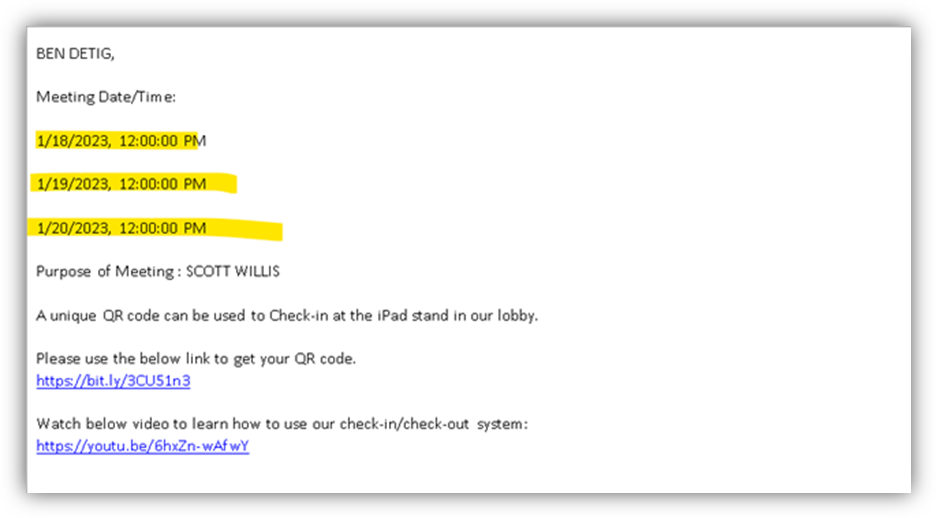 BEN DETIG,
Meeting Date/Time:
1/18/2023, 12:00:00 PM
1/19/2023, 12:00:00 PM
1/20/2023, 12:00:00 PM
Purpose of Meeting : SCOTT WILLIS
A unique QR code can be used to Check-in at the iPad stand in our lobby.
Please use the below link to get your QR code.
https://bit.ly/3CU51n3
Watch below video to learn how to use our check-in/check-out system:
https://youtu.be/6hxZn-wAfwY